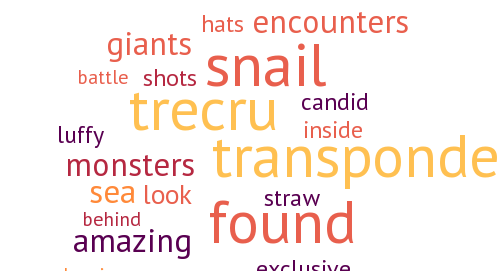 hats encounters
giants
snail
battle shots
trecru candid
luffy inside
monsters transponde
sea look straw
behind found
amazing
exclusive